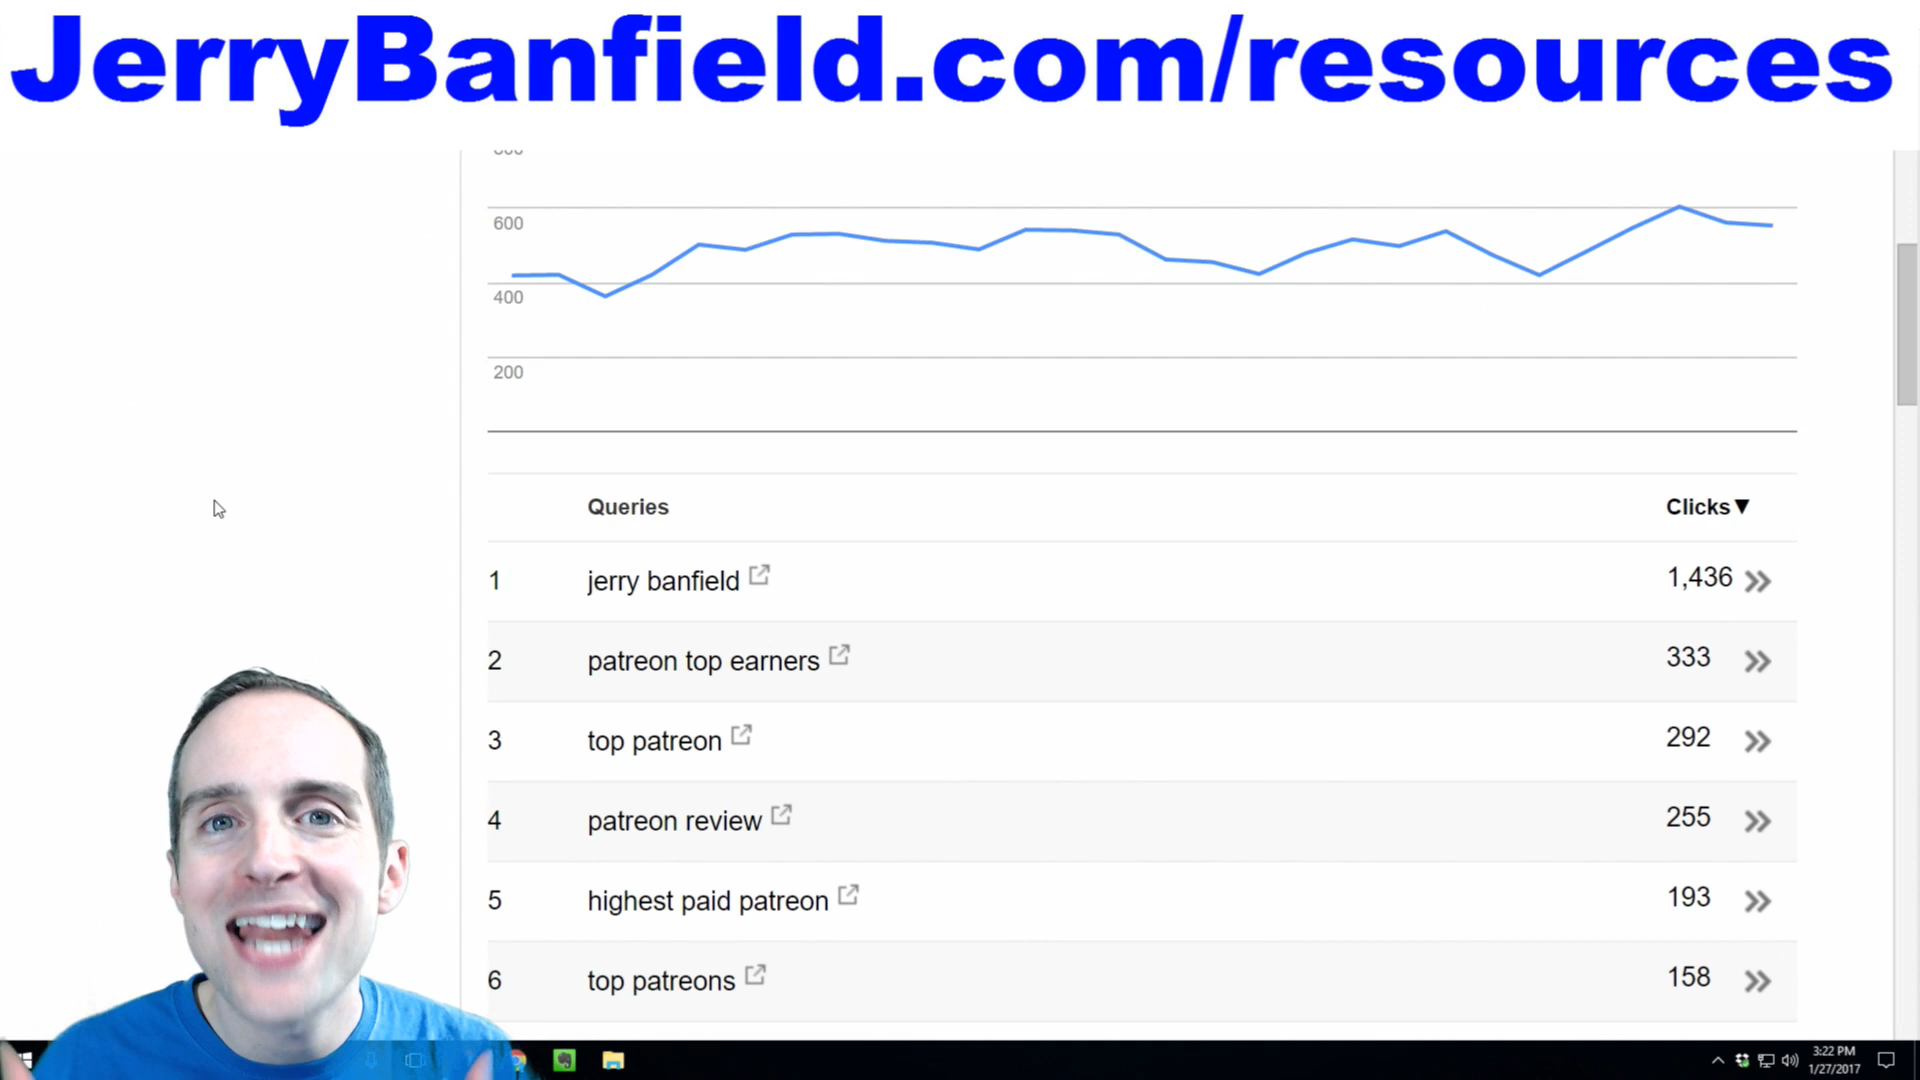 JerryBanfield.com/resources
600
400
200
Queries Clicks▼
1 jerry banfield 1,436
2 patreon top earners 333
3 top patreon 292
4 patreon review 255
5 highest paid patreon 193
6 top patreons 158
3:22 PM
1/27/2017